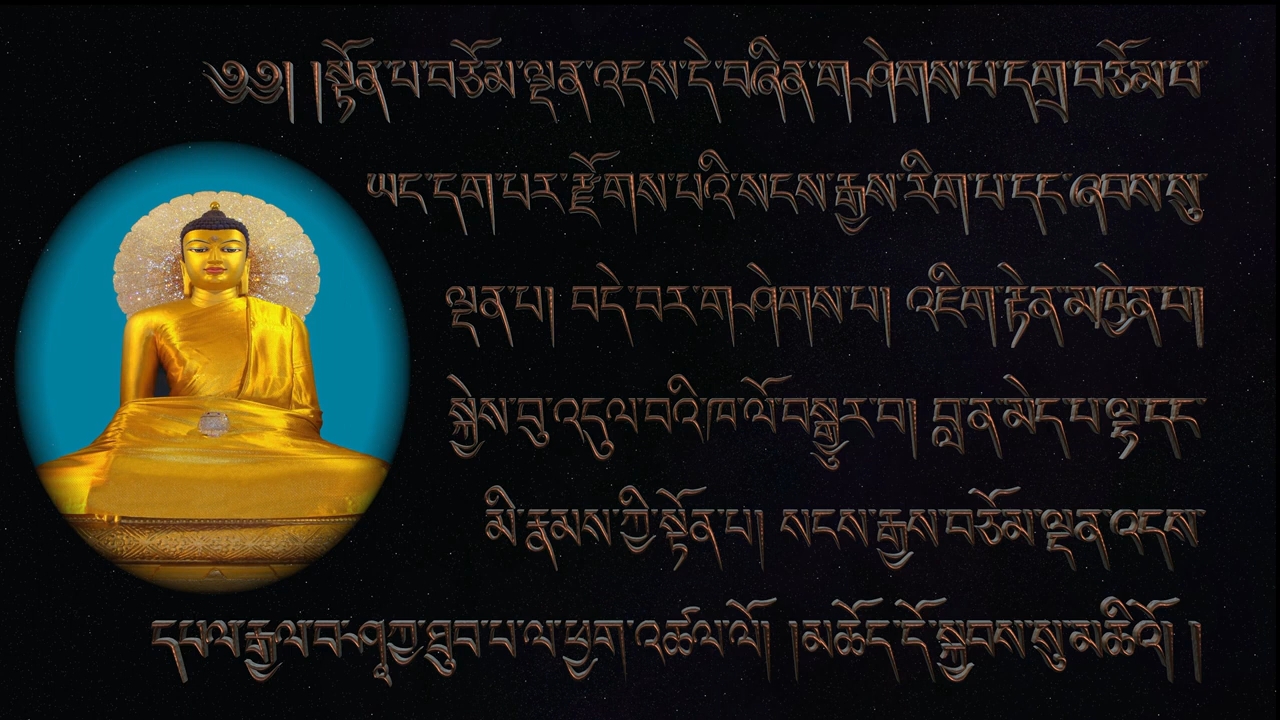 ༄༅། །སྟོན་པ་བཅོམ་ལྡན་འདས་དེ་བཞིན་གཤེགས་པ་དགྲ་བཅོམ་པ
ཡང་དག་པར་རྫོགས་པའི་སངས་རྒྱས་རིག་པ་དང་ཞབས་སུ
ལྡན་པ། བདེ་བར་གཤེགས་པ། འཇིག་རྟེན་མཁྱེན་པ།
སྐྱེས་བུ་འདུལ་བའི་ཁ་ལོ་བསྒྱུར་བ། བླ་ན་མེད་པ་ལྷ་དང
མི་རྣམས་ཀྱི་སྟོན་པ། སངས་རྒྱས་བཅོམ་ལྡན་འདས་
དཔལ་རྒྱལ་བ་ཤཱཀྱ་ཐུབ་པ་ལ་ཕྱག་འཚལ་ལོ། །མཆོད་དོ་སྐྱབས་སུ་མཆིའོ། །